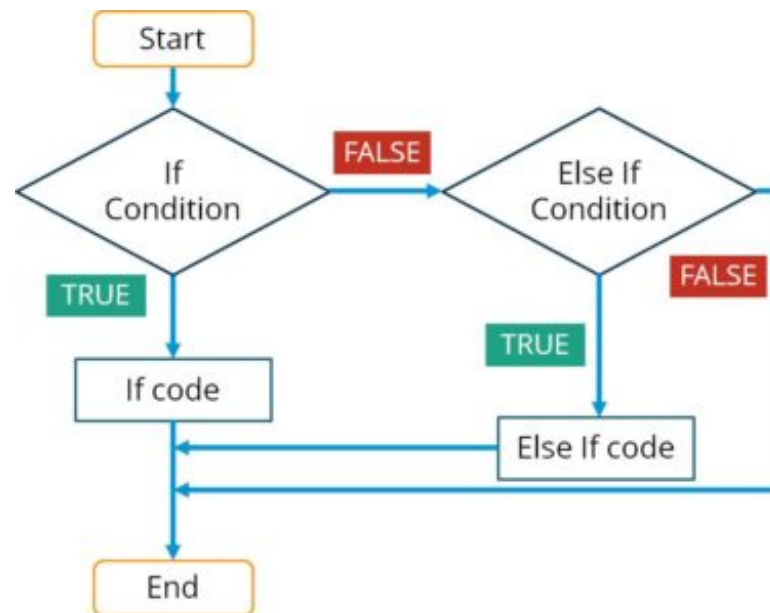 Start
If
Condition
FALSE
Else If
Condition
FALSE
TRUE
TRUE
If code
Else If code
End